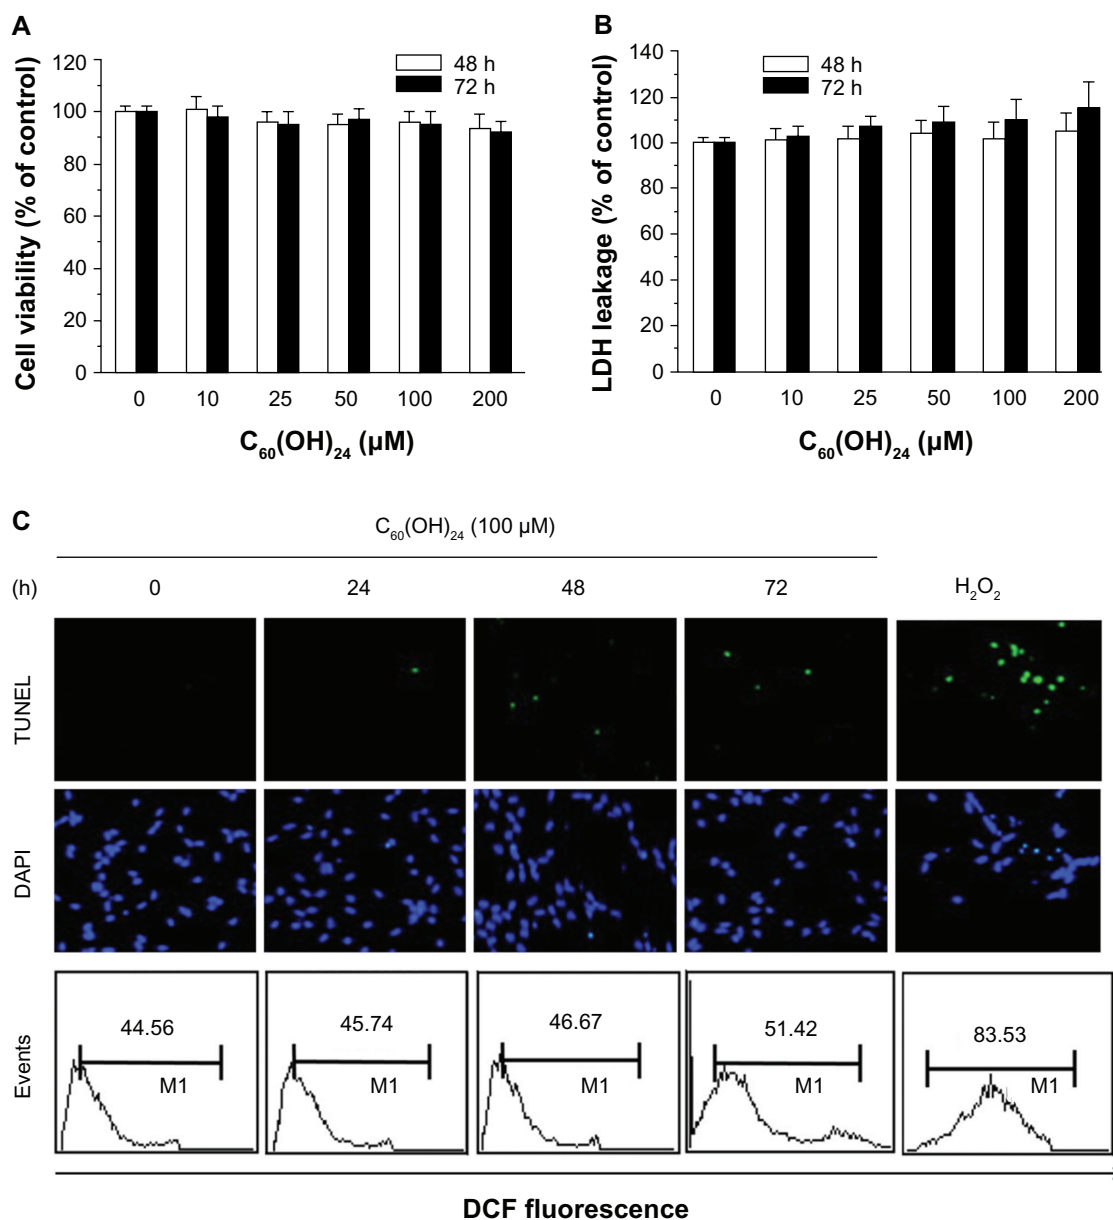 A
Cell viability (% of control)
120
100
80
60
40
20
0
48 h
72 h
0 10 25 50 100 200
C₆₀(OH)₂₄ (µM)
B
LDH leakage (% of control)
140
120
100
80
60
40
20
0
48 h
72 h
0 10 25 50 100 200
C₆₀(OH)₂₄ (µM)
C
C₆₀(OH)₂₄ (100 µM)
(h) 0 24 48 72 H₂O₂
TUNEL
DAPI
Events
44.56 45.74 46.67 51.42 83.53
M1 M1 M1 M1 M1
DCF fluorescence